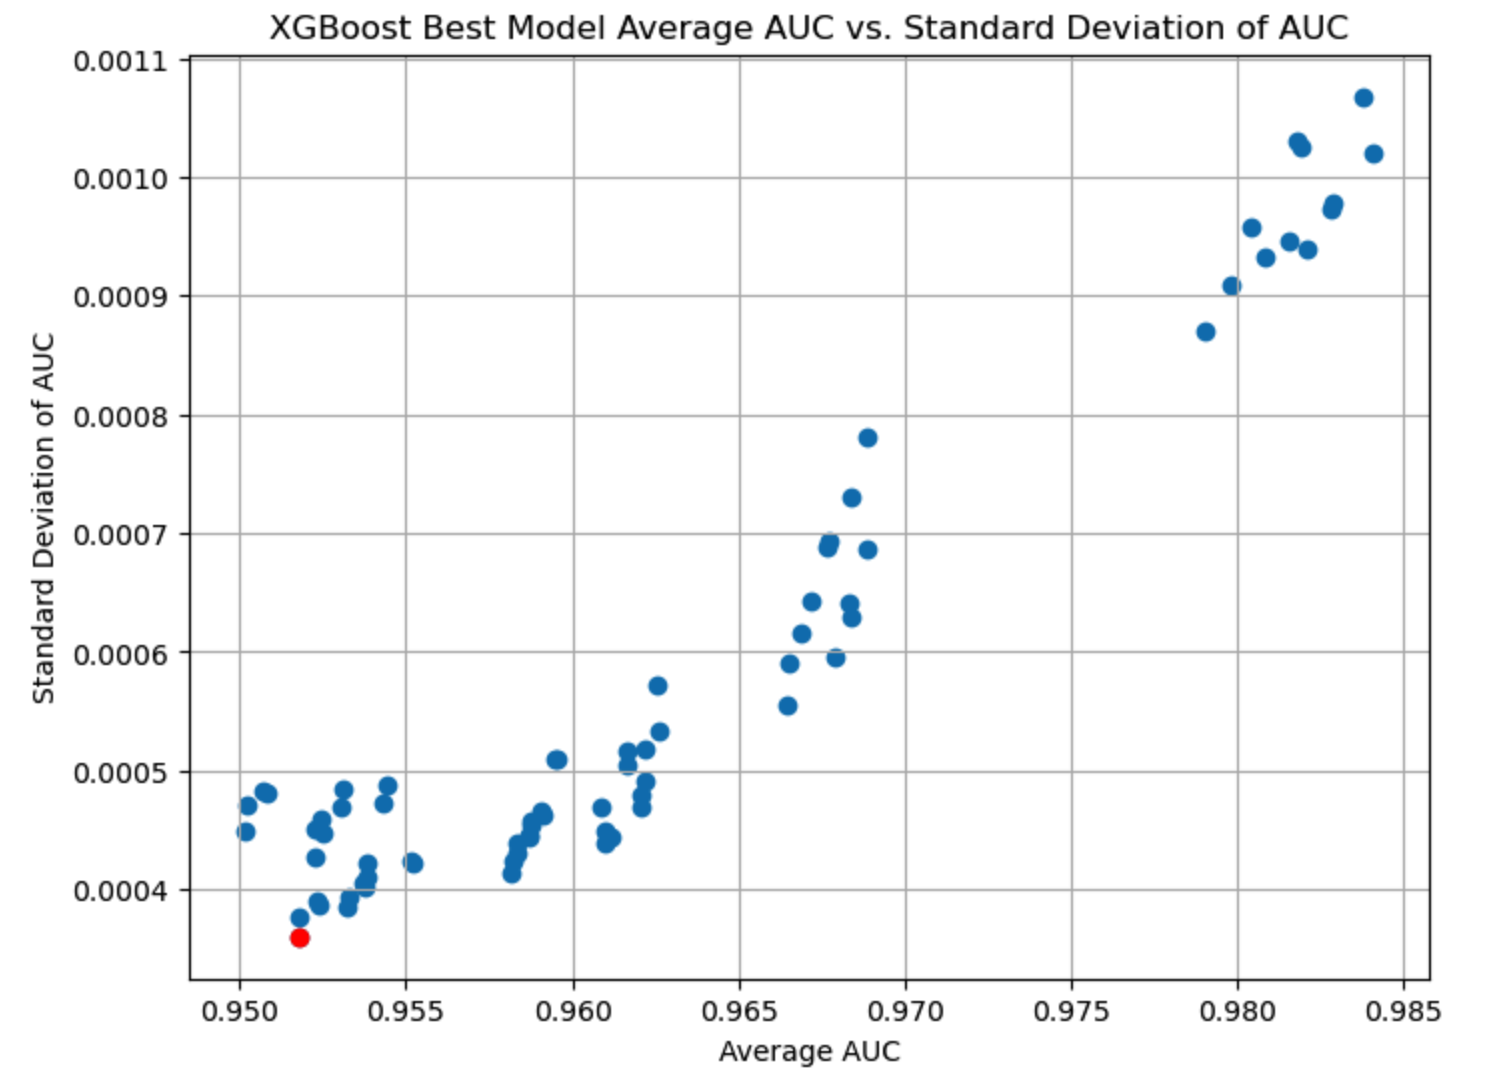 XGBoost Best Model Average AUC vs. Standard Deviation of AUC
0.0011
0.0010
0.0009
0.0008
0.0007
0.0006
0.0005
0.0004
Standard Deviation of AUC
0.950 0.955 0.960 0.965 0.970 0.975 0.980 0.985
Average AUC